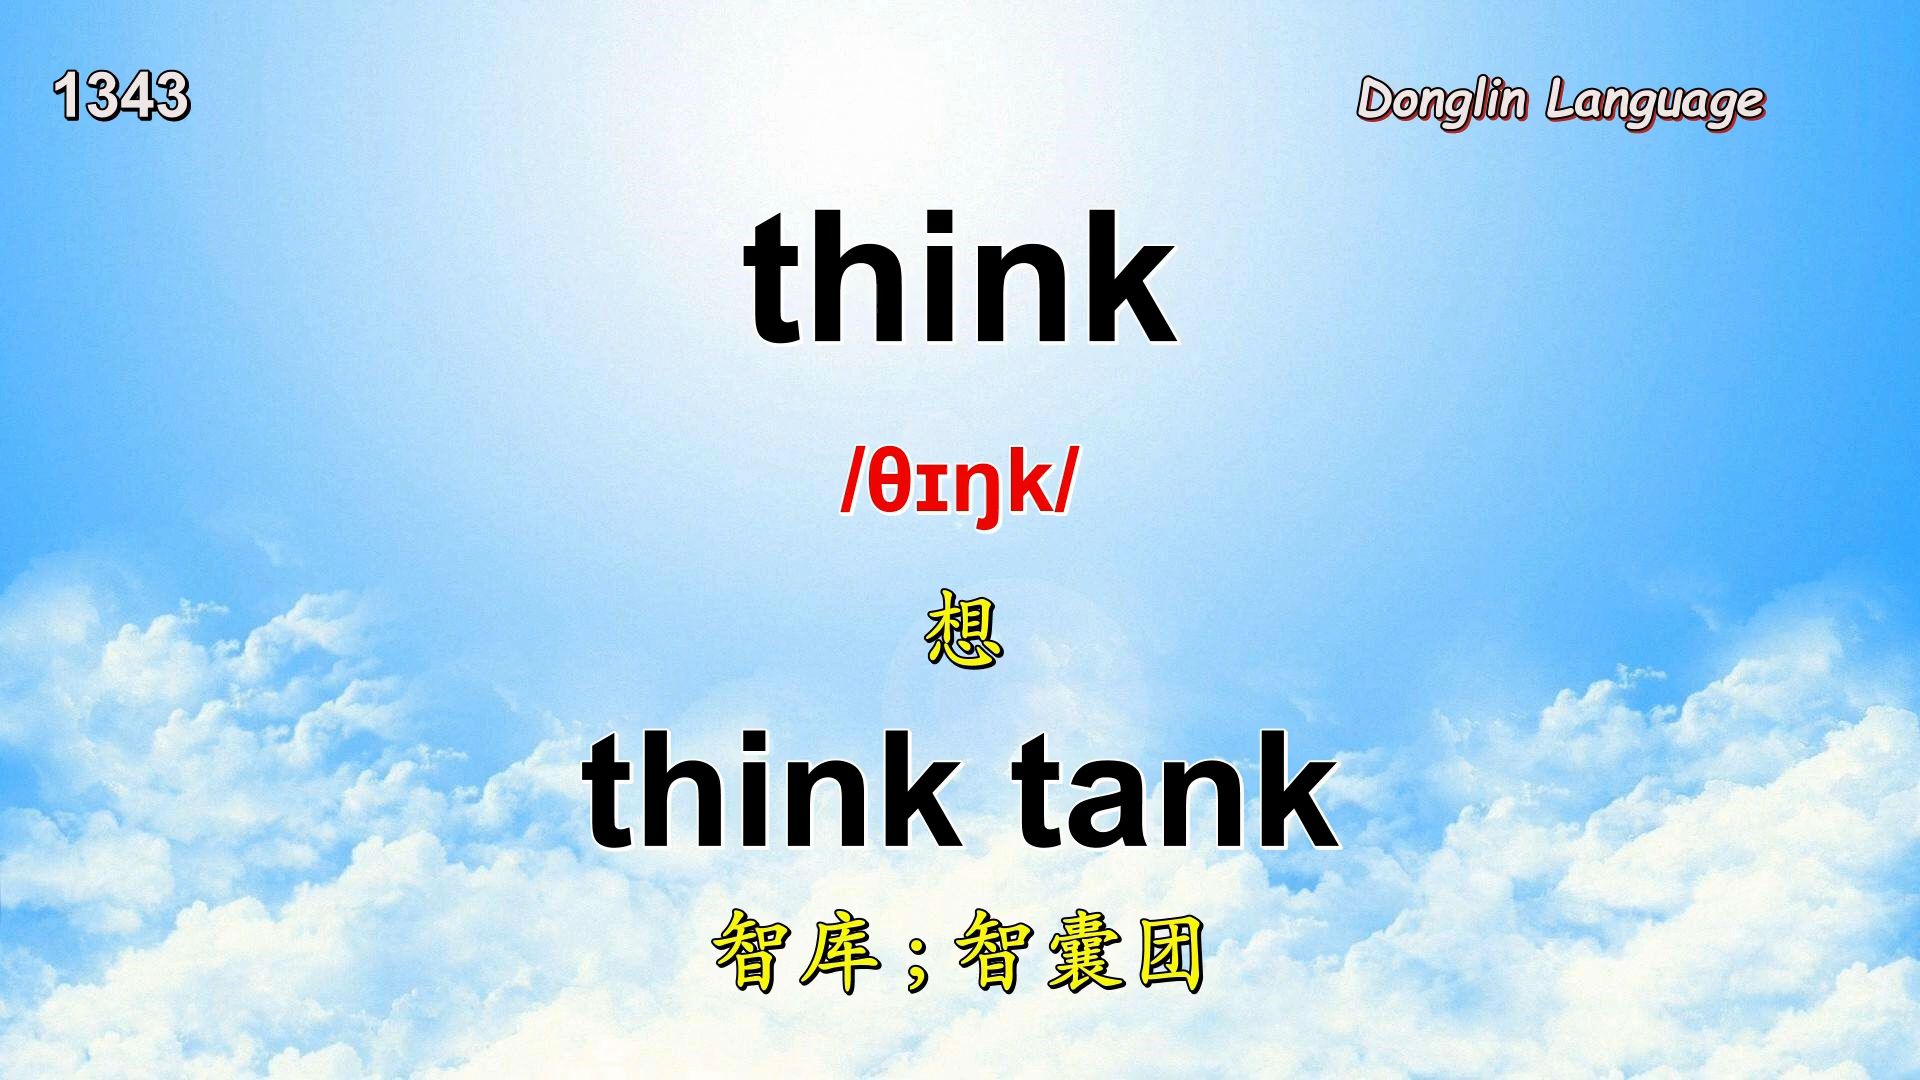 1343
Donglin Language
think
/θɪŋk/
想
think tank
智库；智囊团